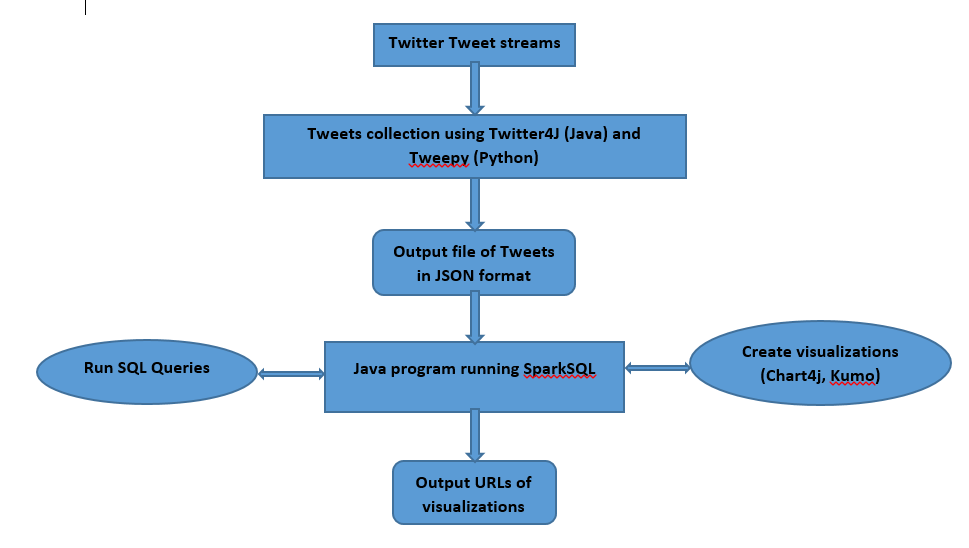 Twitter Tweet streams
Tweets collection using Twitter4J (Java) and
Tweepy (Python)
Output file of Tweets
in JSON format
Run SQL Queries
Java program running SparkSQL
Create visualizations
(Chart4j, Kumo)
Output URLs of
visualizations